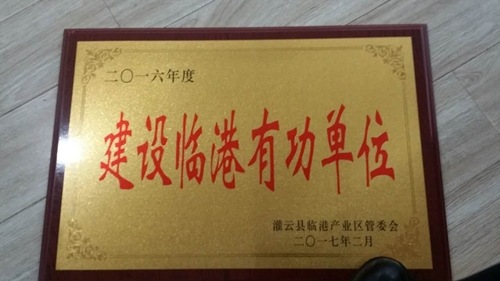 二〇一六年度
建设临港有功单位
灌云县临港产业区管委会
二〇一七年二月